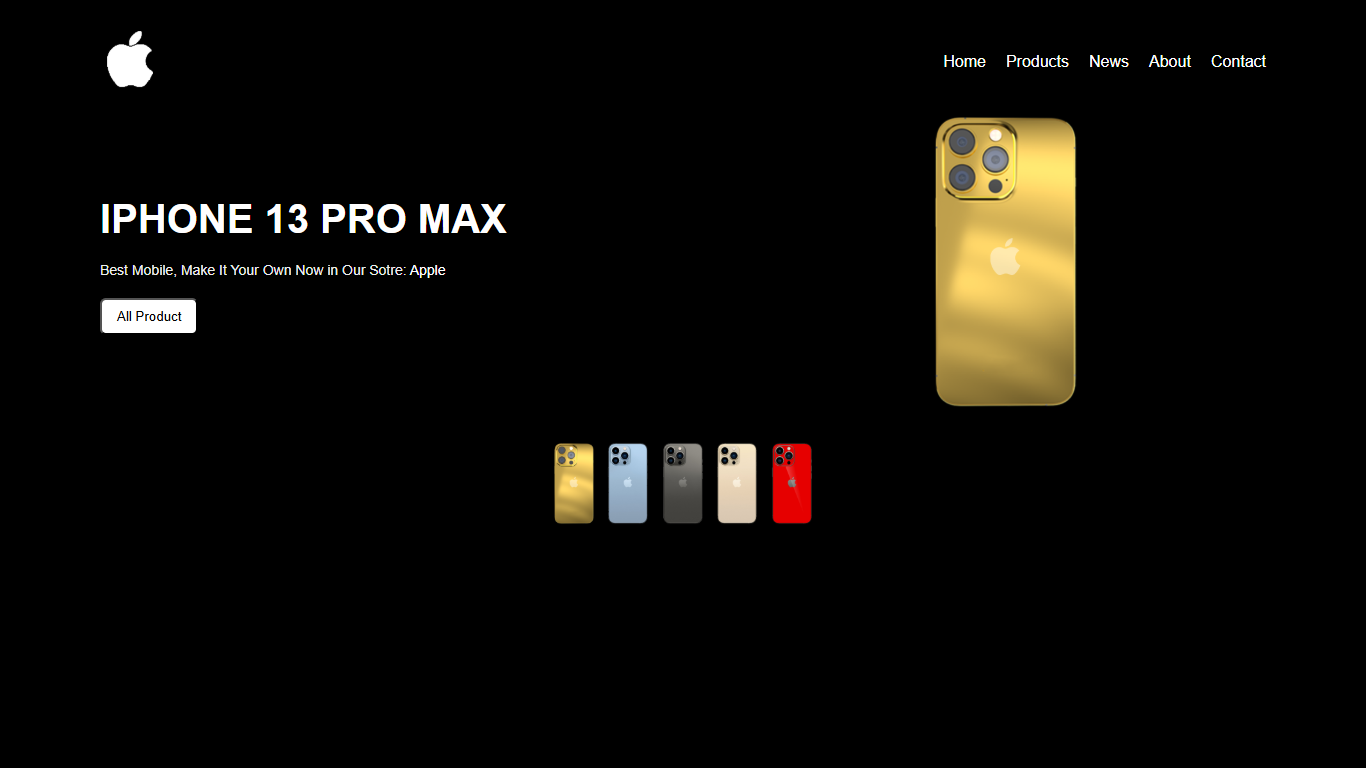 Home Products News About Contact
IPHONE 13 PRO MAX
Best Mobile, Make It Your Own Now in Our Sotre: Apple
All Product